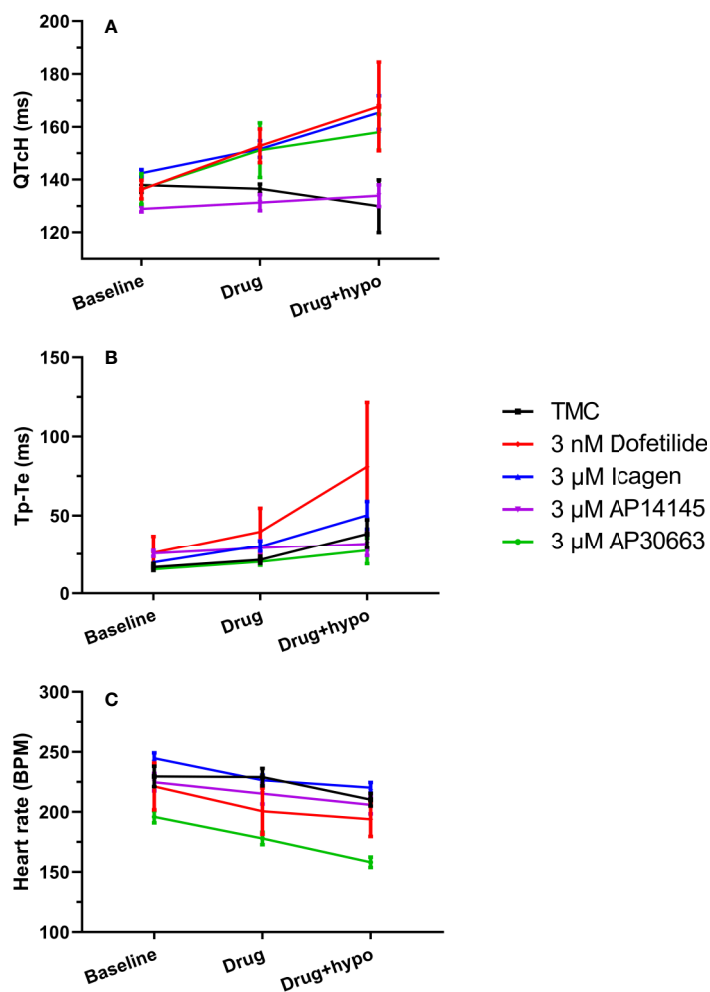 A
200
180
160
140
120
QTcH (ms)
Baseline
Drug
Drug+hypo
B
150
100
50
0
Tp-Te (ms)
Baseline
Drug
Drug+hypo
TMC
3 nM Dofetilide
3 µM Icagen
3 µM AP14145
3 µM AP30663
C
300
250
200
150
100
Heart rate (BPM)
Baseline
Drug
Drug+hypo